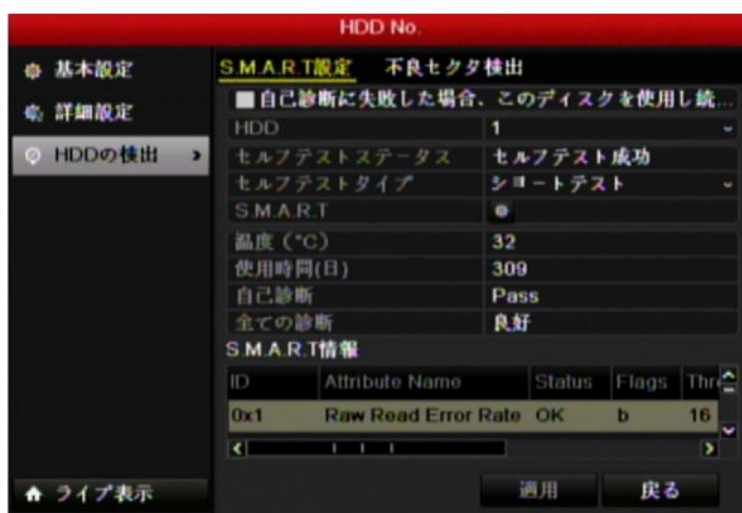 HDD No.
基本設定
詳細設定
HDDの検出
S.M.A.R.T設定 不良セクタ検出
自己診断に失敗した場合、このディスクを使用し続...
HDD 1
セルフテストステータス セルフテスト成功
セルフテストタイプ ショートテスト
S.M.A.R.T
温度 (°C) 32
使用時間(日) 309
自己診断 Pass
全ての診断 良好
S.M.A.R.T情報
ID Attribute Name Status Flags Thr
0x1 Raw Read Error Rate OK b 16
ライブ表示
適用 戻る